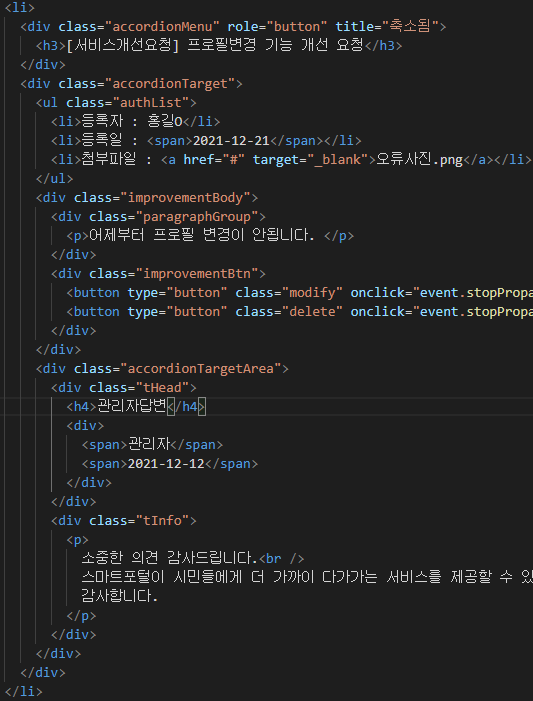 <li>
<div class="accordionMenu" role="button" title="축소됨">
<h3>[서비스개선요청] 프로필변경 기능 개선 요청</h3>
</div>
<div class="accordionTarget">
<ul class="authList">
<li>등록자 : 홍길O</li>
<li>등록일 : <span>2021-12-21</span></li>
<li>첨부파일 : <a href="#" target="_blank">오류사진.png</a></li>
</ul>
<div class="improvementBody">
<div class="paragraphGroup">
<p>어제부터 프로필 변경이 안됩니다. </p>
</div>
<div class="improvementBtn">
<button type="button" class="modify" onclick="event.stopPropa
<button type="button" class="delete" onclick="event.stopPropa
</div>
</div>
<div class="accordionTargetArea">
<div class="tHead">
<h4>관리자답변</h4>
<div>
<span>관리자</span>
<span>2021-12-12</span>
</div>
</div>
<div class="tInfo">
<p>
소중한 의견 감사드립니다.<br />
스마트포털이 시민들에게 더 가까이 다가가는 서비스를 제공할 수 있
감사합니다.
</p>
</div>
</div>
</div>
</li>